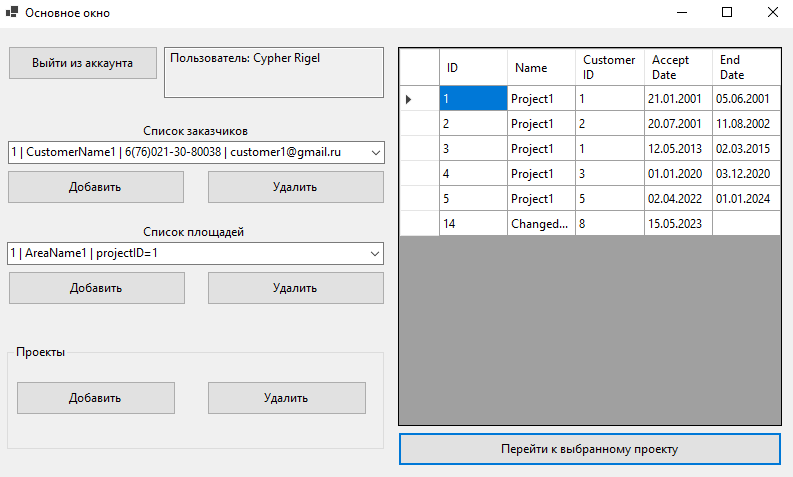 Основное окно
Выйти из аккаунта
Пользователь: Cypher Rigel
Список заказчиков
1 | CustomerName1 | 6(76)021-30-80038 | customer1@gmail.ru
Добавить Удалить
Список площадей
1 | AreaName1 | projectID=1
Добавить Удалить
Проекты
Добавить Удалить
ID Name Customer ID Accept Date End Date
1 Project1 1 21.01.2001 05.06.2001
2 Project1 2 20.07.2001 11.08.2002
3 Project1 1 12.05.2013 02.03.2015
4 Project1 3 01.01.2020 03.12.2020
5 Project1 5 02.04.2022 01.01.2024
14 Changed... 8 15.05.2023
Перейти к выбранному проекту